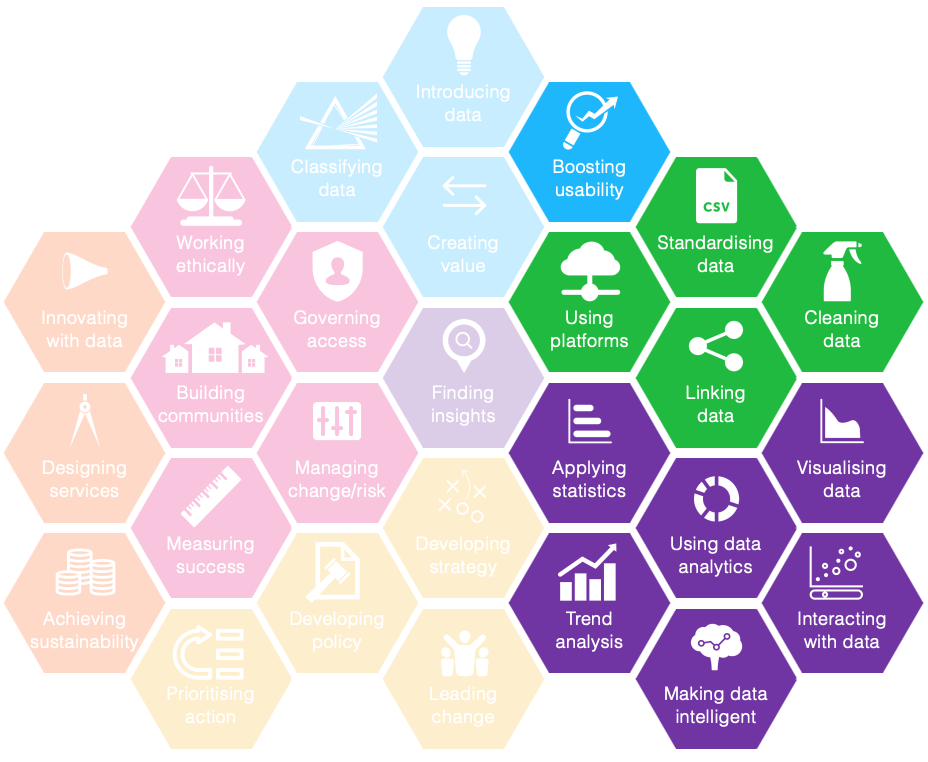 Introducing
data
Classifying
data
Boosting
usability
Working
ethically
Creating
value
CSV
Standardising
data
Innovating
with data
Governing
access
Using
platforms
Cleaning
data
Building
communities
Finding
insights
Linking
data
Designing
services
Managing
change/risk
Applying
statistics
Visualising
data
Measuring
success
Developing
strategy
Using data
analytics
Achieving
sustainability
Developing
policy
Trend
analysis
Interacting
with data
Prioritising
action
Leading
change
Making data
intelligent